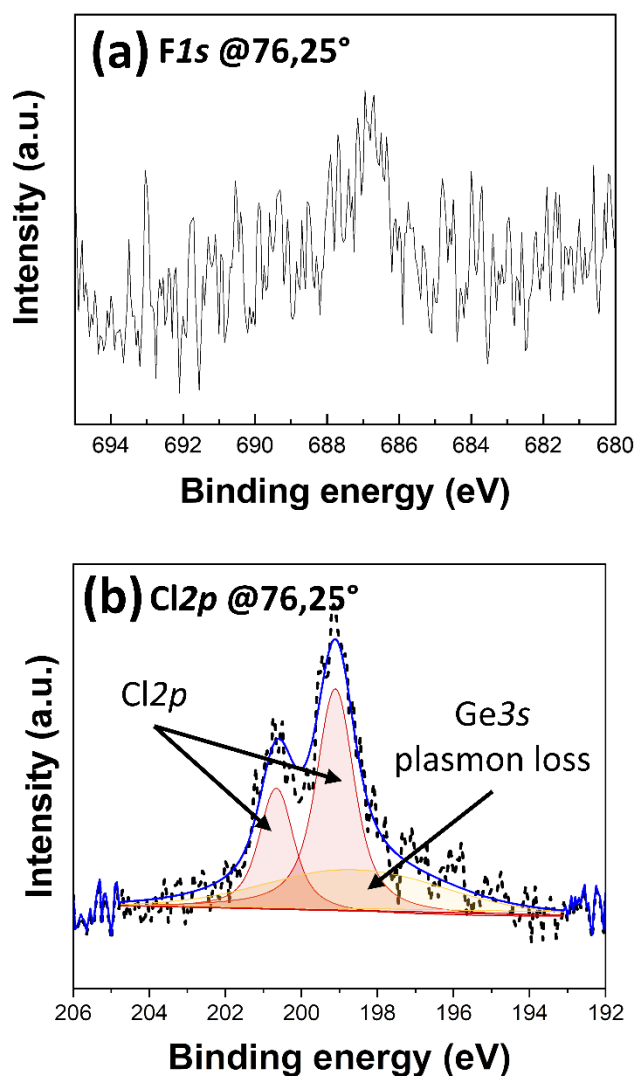 (a) F1s @76,25°
Intensity (a.u.)
694 692 690 688 686 684 682 680
Binding energy (eV)
(b) Cl2p @76,25°
Cl2p
Ge3s
plasmon loss
Intensity (a.u.)
206 204 202 200 198 196 194 192
Binding energy (eV)